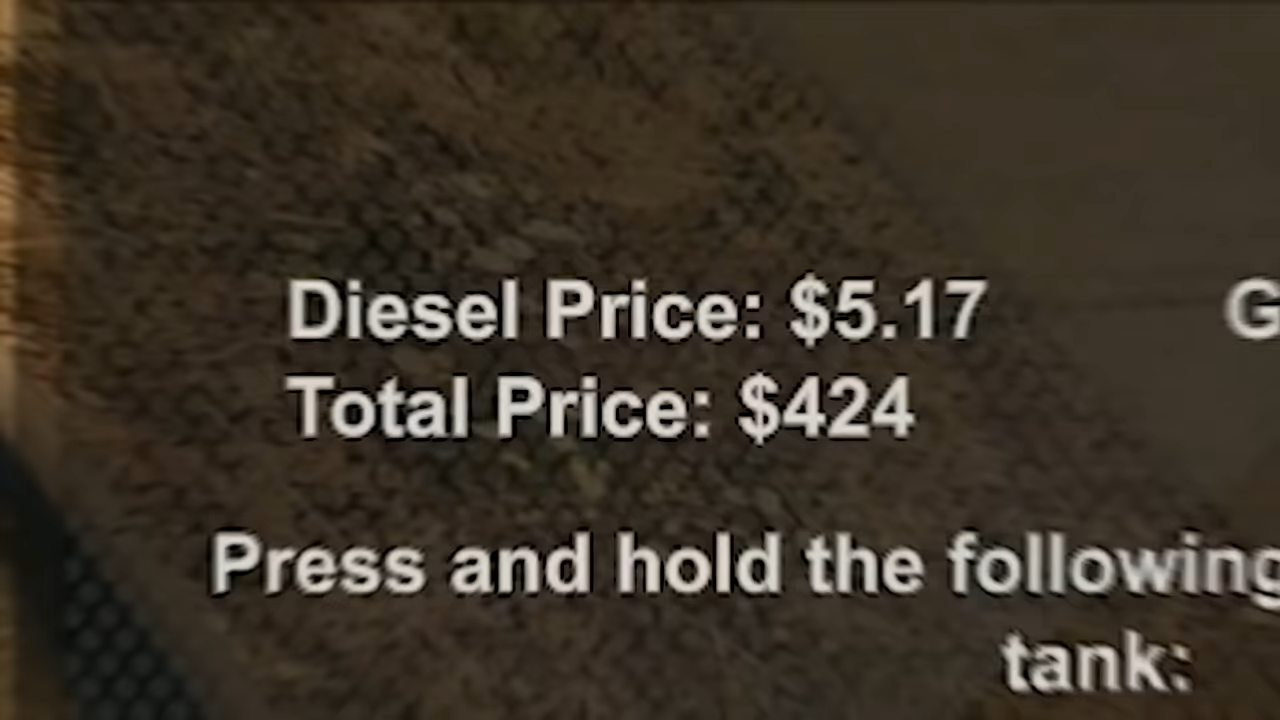 Diesel Price: $5.17 G
Total Price: $424
Press and hold the following
tank: